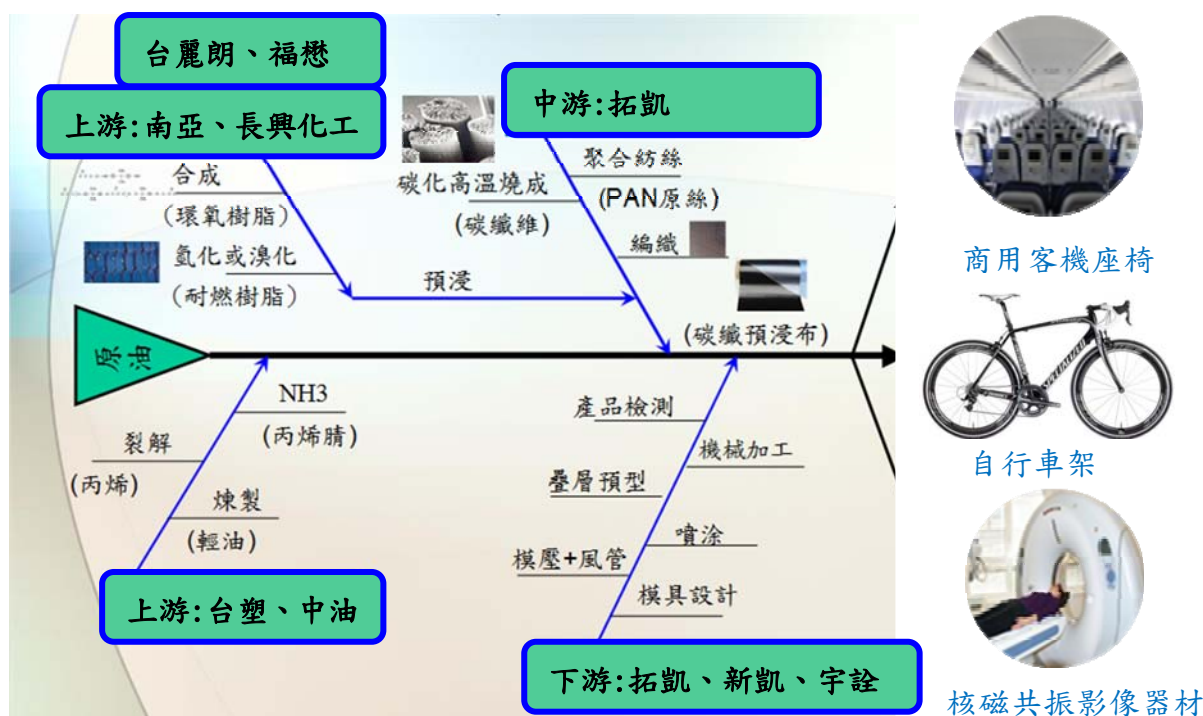 台麗朗、福懋
上游:南亞、長興化工
合成
(環氧樹脂)
氫化或溴化
(耐燃樹脂)
預浸
中游:拓凱
聚合紡絲
(PAN原絲)
碳化高溫燒成
(碳纖維)
編織
(碳纖預浸布)
原油
NH3
(丙烯腈)
裂解
(丙烯)
煉製
(輕油)
上游:台塑、中油
產品檢測
機械加工
疊層預型
噴涂
模壓+風管
模具設計
下游:拓凱、新凱、宇詮
商用客機座椅
SPECIALIZED
自行車架
核磁共振影像器材